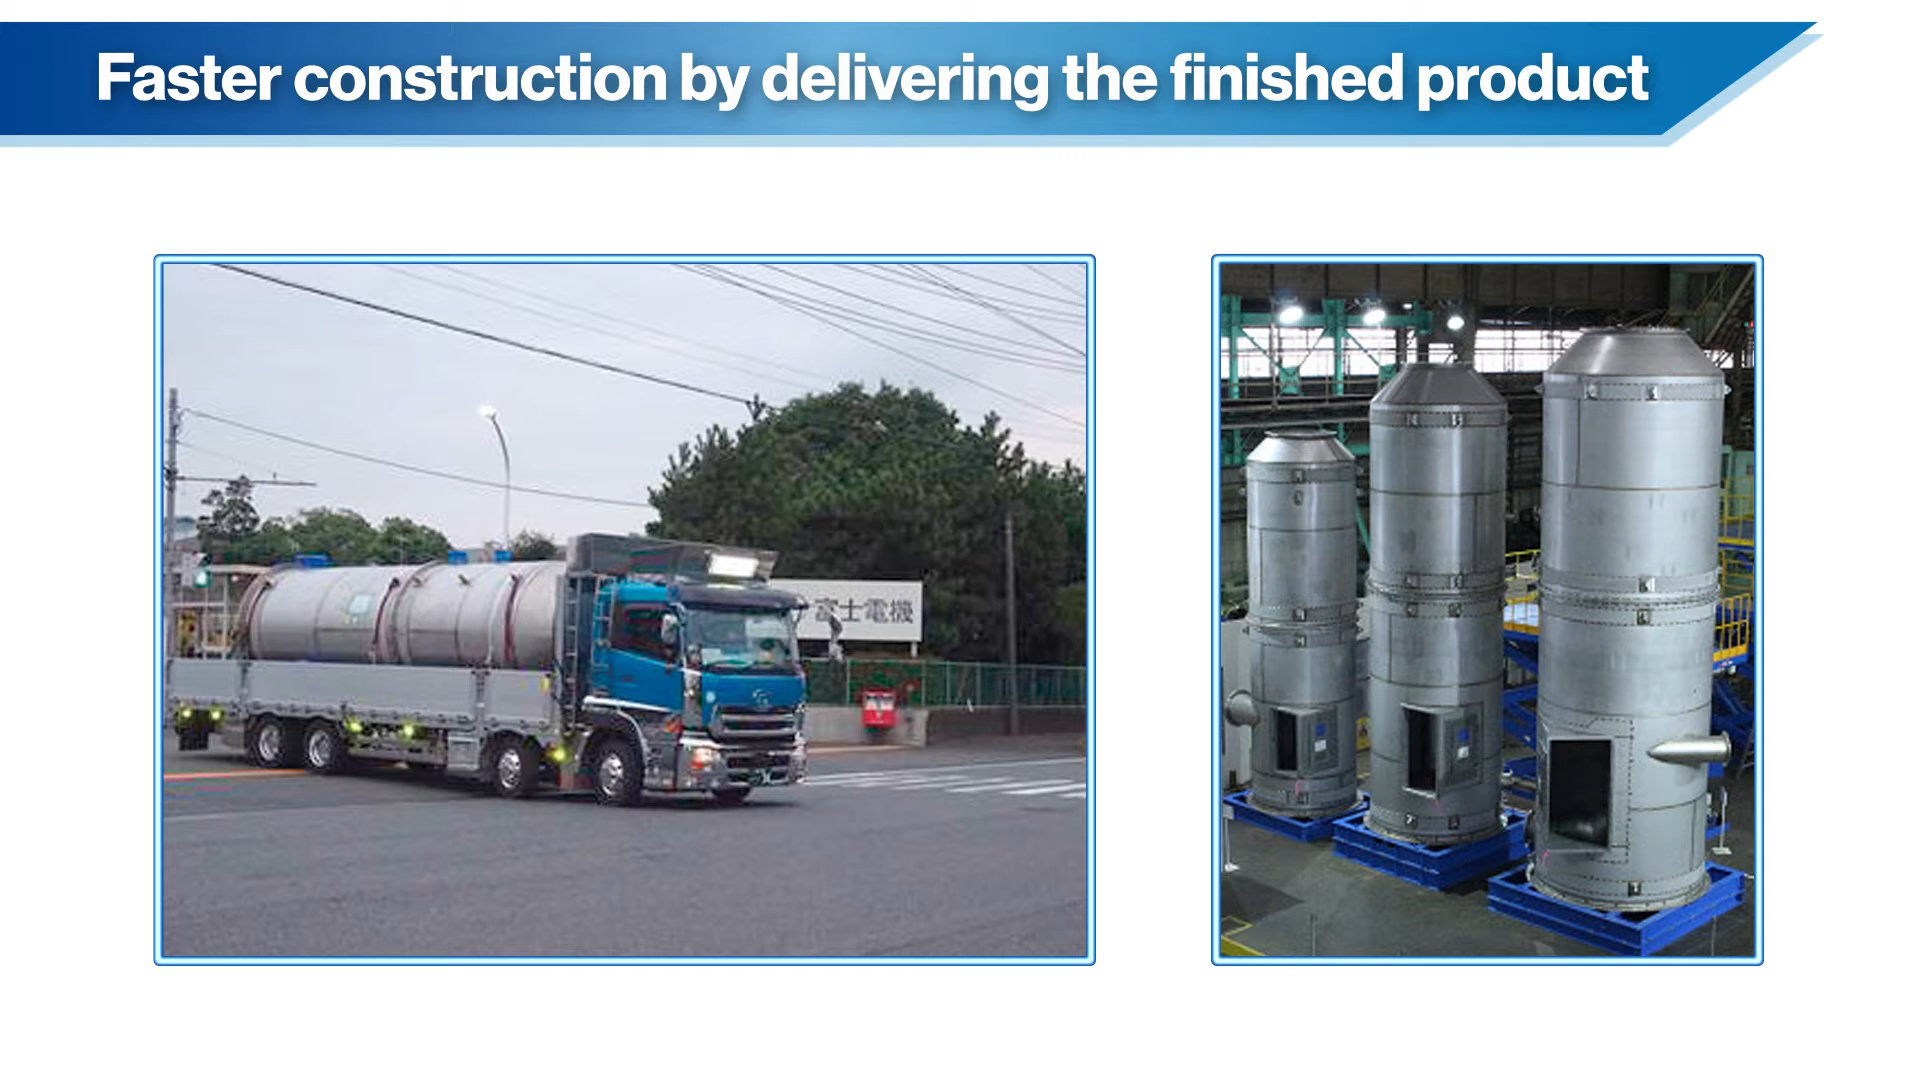 Faster construction by delivering the finished product
富士電機